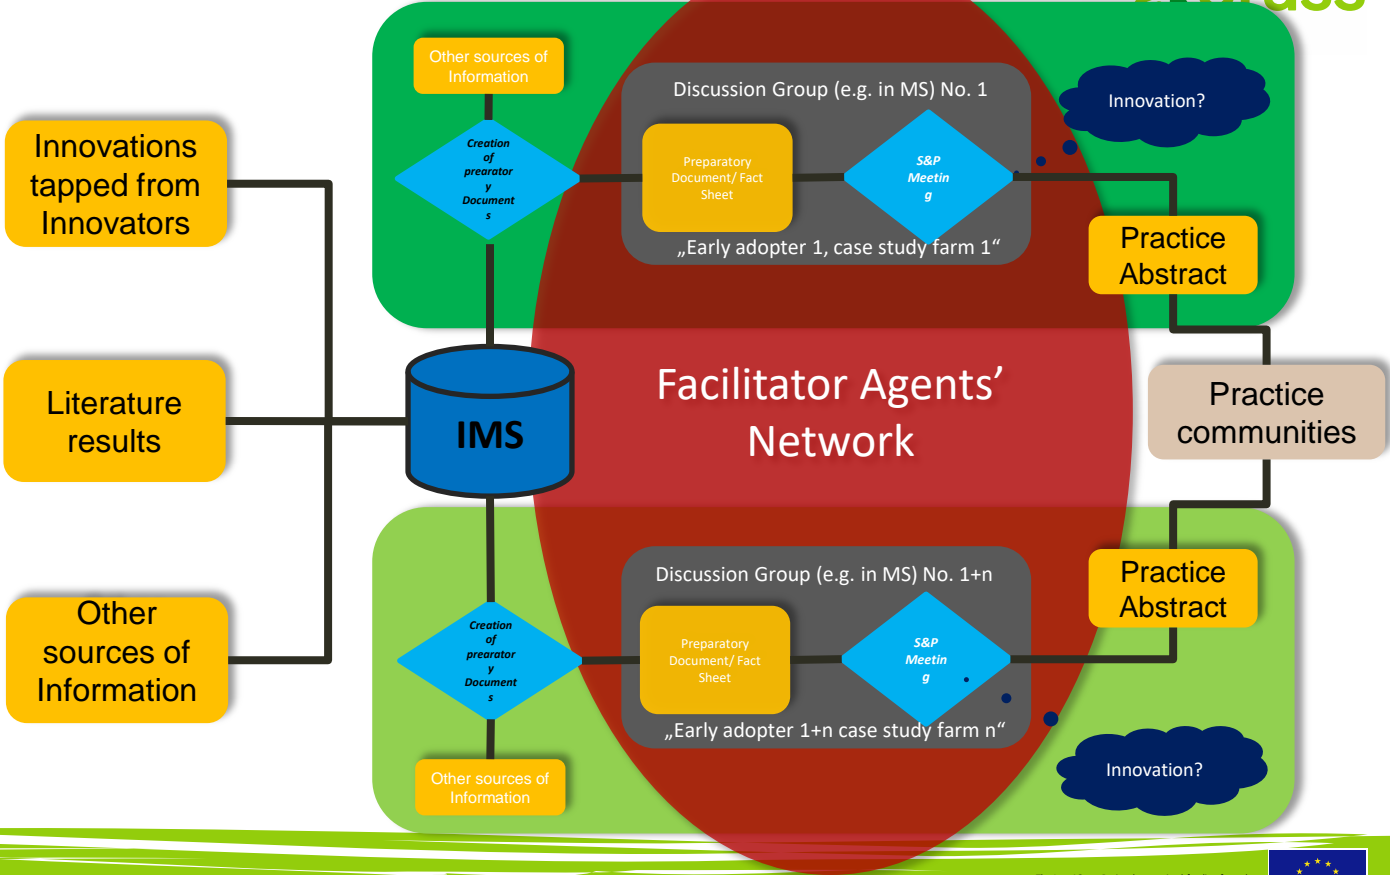 Other sources of
Information
Discussion Group (e.g. in MS) No. 1
Innovation?
Innovations
tapped from
Innovators
Creation
of
prearator
y
Document
s
Preparatory
Document/ Fact
Sheet
S&P
Meetin
g
„Early adopter 1, case study farm 1“
Practice
Abstract
Literature
results
IMS
Facilitator Agents’
Network
Practice
communities
Other
sources of
Information
Discussion Group (e.g. in MS) No. 1+n
Creation
of
prearator
y
Document
s
Preparatory
Document/ Fact
Sheet
S&P
Meetin
g
„Early adopter 1+n case study farm n“
Practice
Abstract
Other sources of
Information
Innovation?